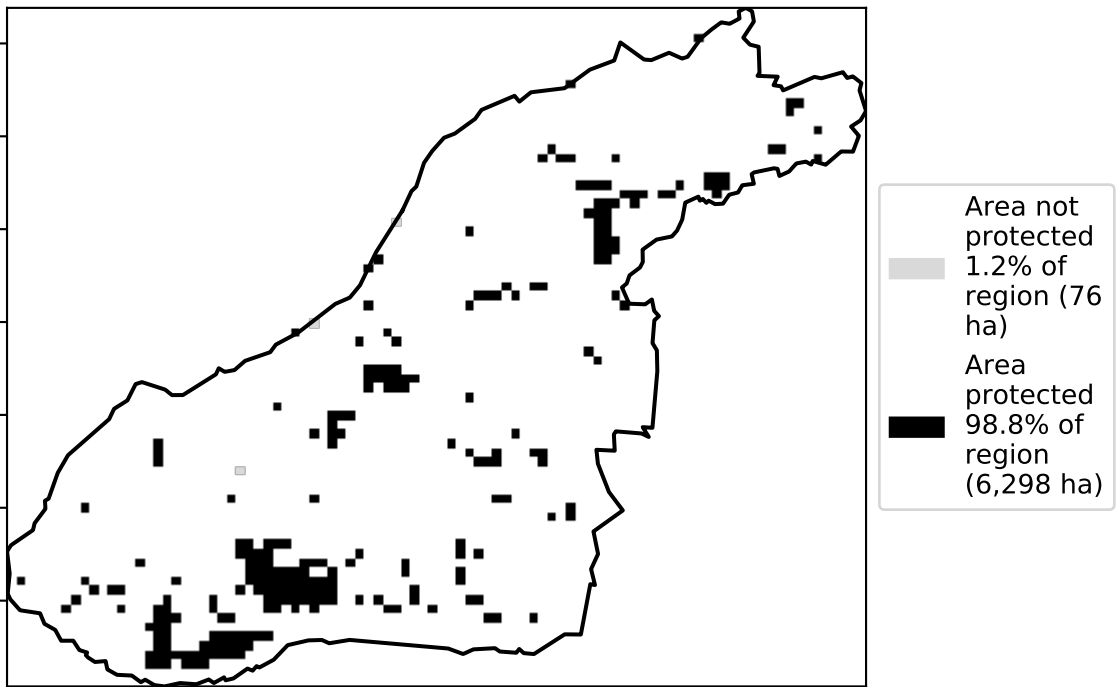 Area not
protected
1.2% of
region (76
ha)
Area
protected
98.8% of
region
(6,298 ha)